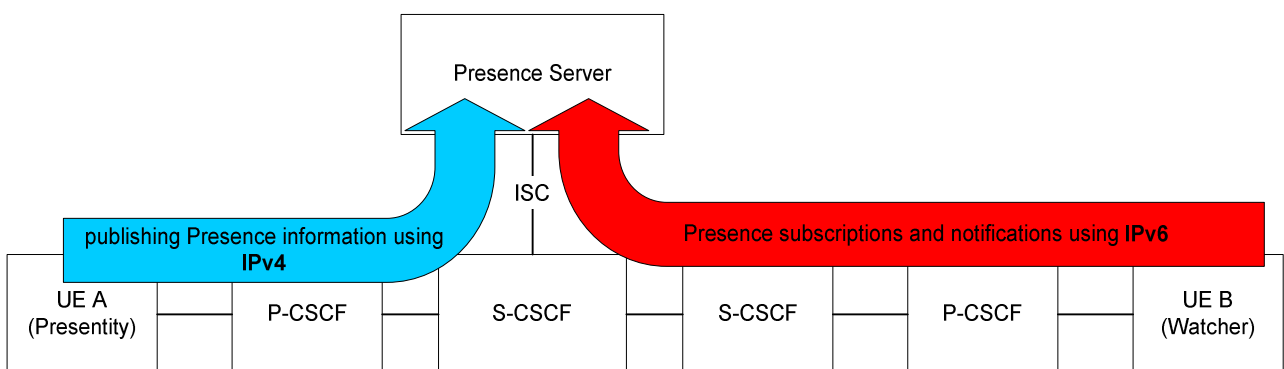 Presence Server
ISC
publishing Presence information using
IPv4
Presence subscriptions and notifications using IPv6
UE A
(Presentity)
P-CSCF
S-CSCF
S-CSCF
P-CSCF
UE B
(Watcher)